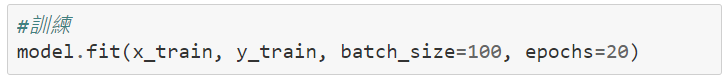 #訓練
model.fit(x_train, y_train, batch_size=100, epochs=20)